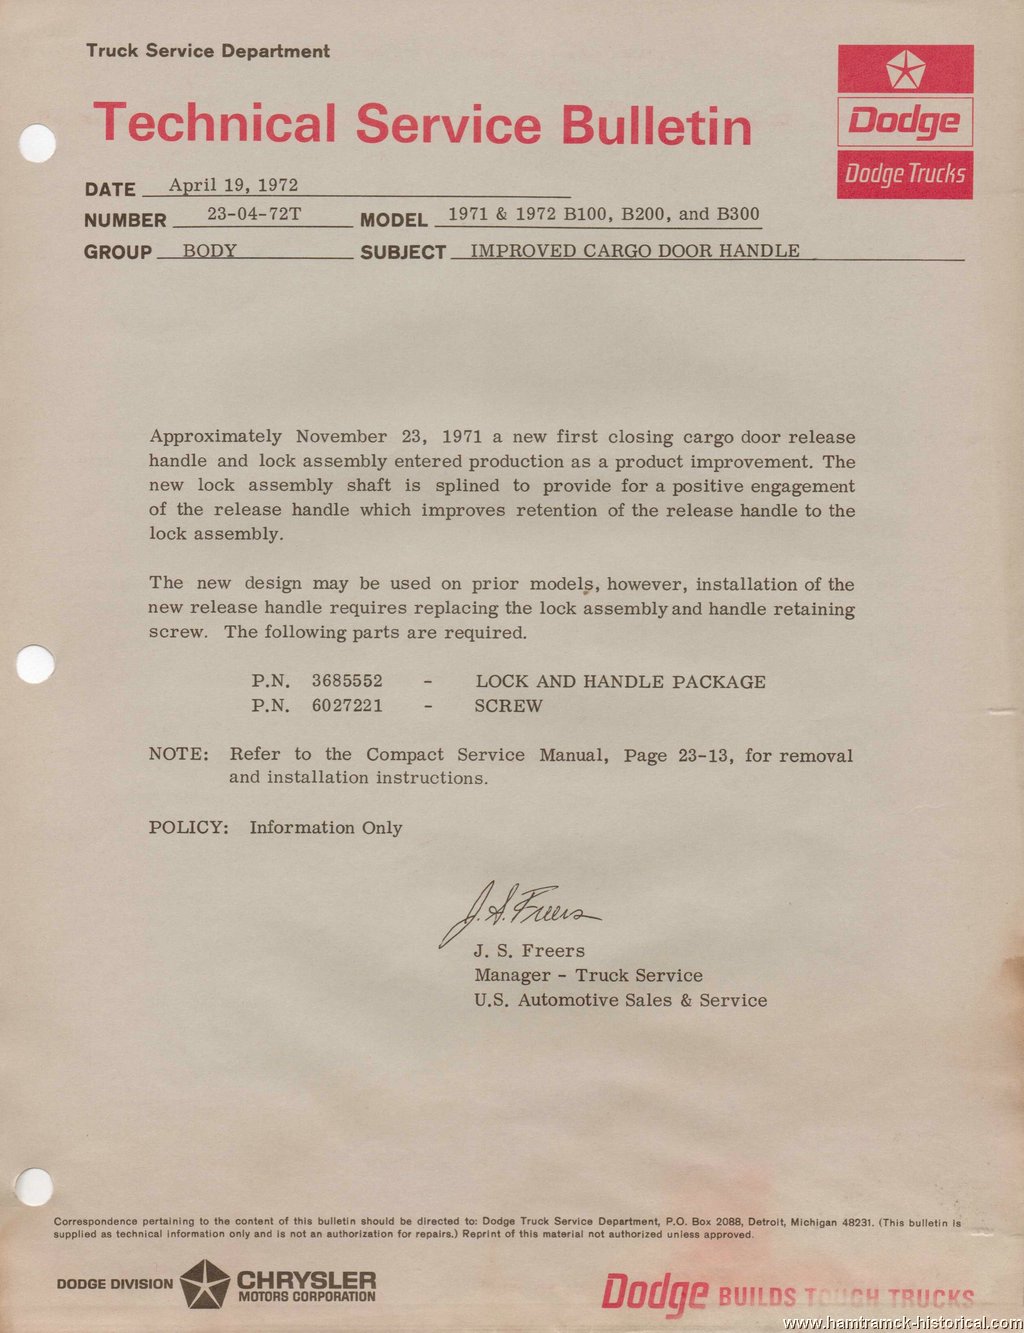 Truck Service Department
Technical Service Bulletin
Dodge
Dodge Trucks
DATE April 19, 1972
NUMBER 23-04-72T MODEL 1971 & 1972 B100, B200, and B300
GROUP BODY SUBJECT IMPROVED CARGO DOOR HANDLE
Approximately November 23, 1971 a new first closing cargo door release
handle and lock assembly entered production as a product improvement. The
new lock assembly shaft is splined to provide for a positive engagement
of the release handle which improves retention of the release handle to the
lock assembly.
The new design may be used on prior models, however, installation of the
new release handle requires replacing the lock assembly and handle retaining
screw. The following parts are required.
P.N. 3685552 - LOCK AND HANDLE PACKAGE
P.N. 6027221 - SCREW
NOTE: Refer to the Compact Service Manual, Page 23-13, for removal
and installation instructions.
POLICY: Information Only
J. S. Freers
J. S. Freers
Manager - Truck Service
U.S. Automotive Sales & Service
Correspondence pertaining to the content of this bulletin should be directed to: Dodge Truck Service Department, P.O. Box 2088, Detroit, Michigan 48231. (This bulletin is
supplied as technical information only and is not an authorization for repairs.) Reprint of this material not authorized unless approved.
DODGE DIVISION CHRYSLER
MOTORS CORPORATION
Dodge BUILDS TOUGH TRUCKS
www.hamtramck-historical.com